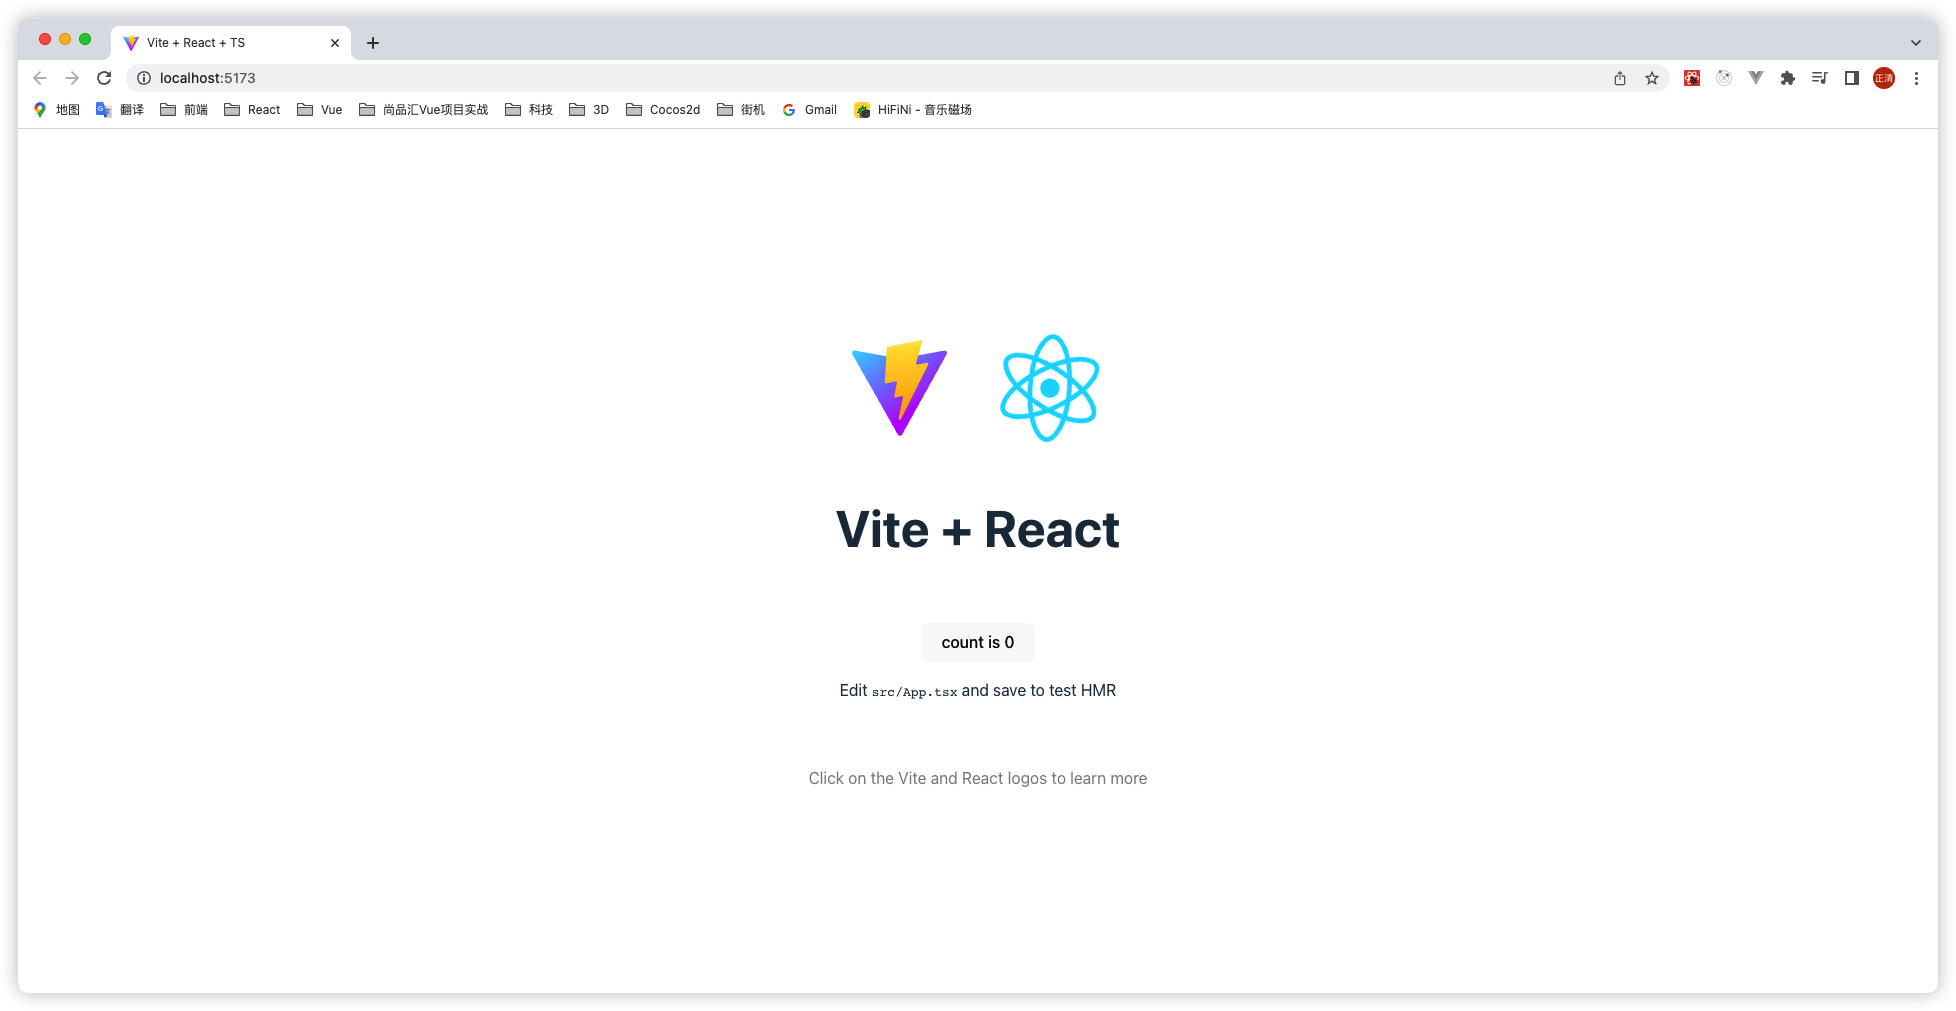 Vite + React + TS
localhost:5173
正清
地图 翻译 前端 React Vue 尚品汇Vue项目实战 科技 3D Cocos2d 街机 Gmail HiFiNi - 音乐磁场
Vite + React
count is 0
Edit src/App.tsx and save to test HMR
Click on the Vite and React logos to learn more